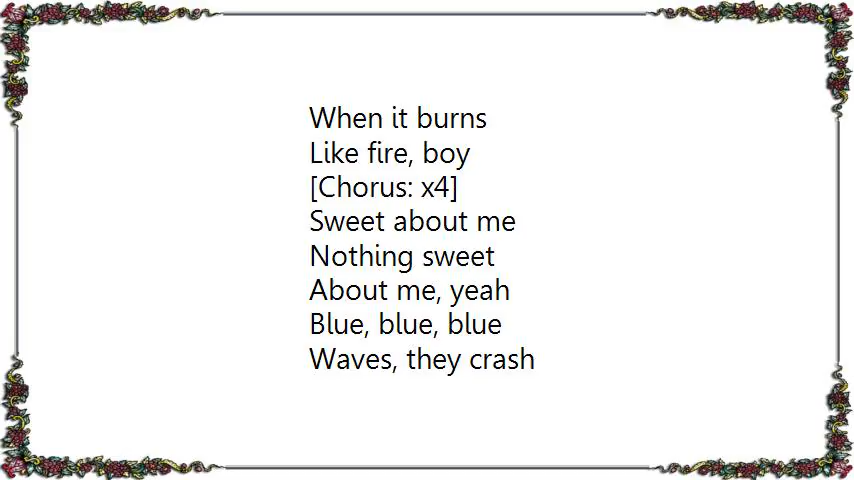 When it burns
Like fire, boy
[Chorus: x4]
Sweet about me
Nothing sweet
About me, yeah
Blue, blue, blue
Waves, they crash